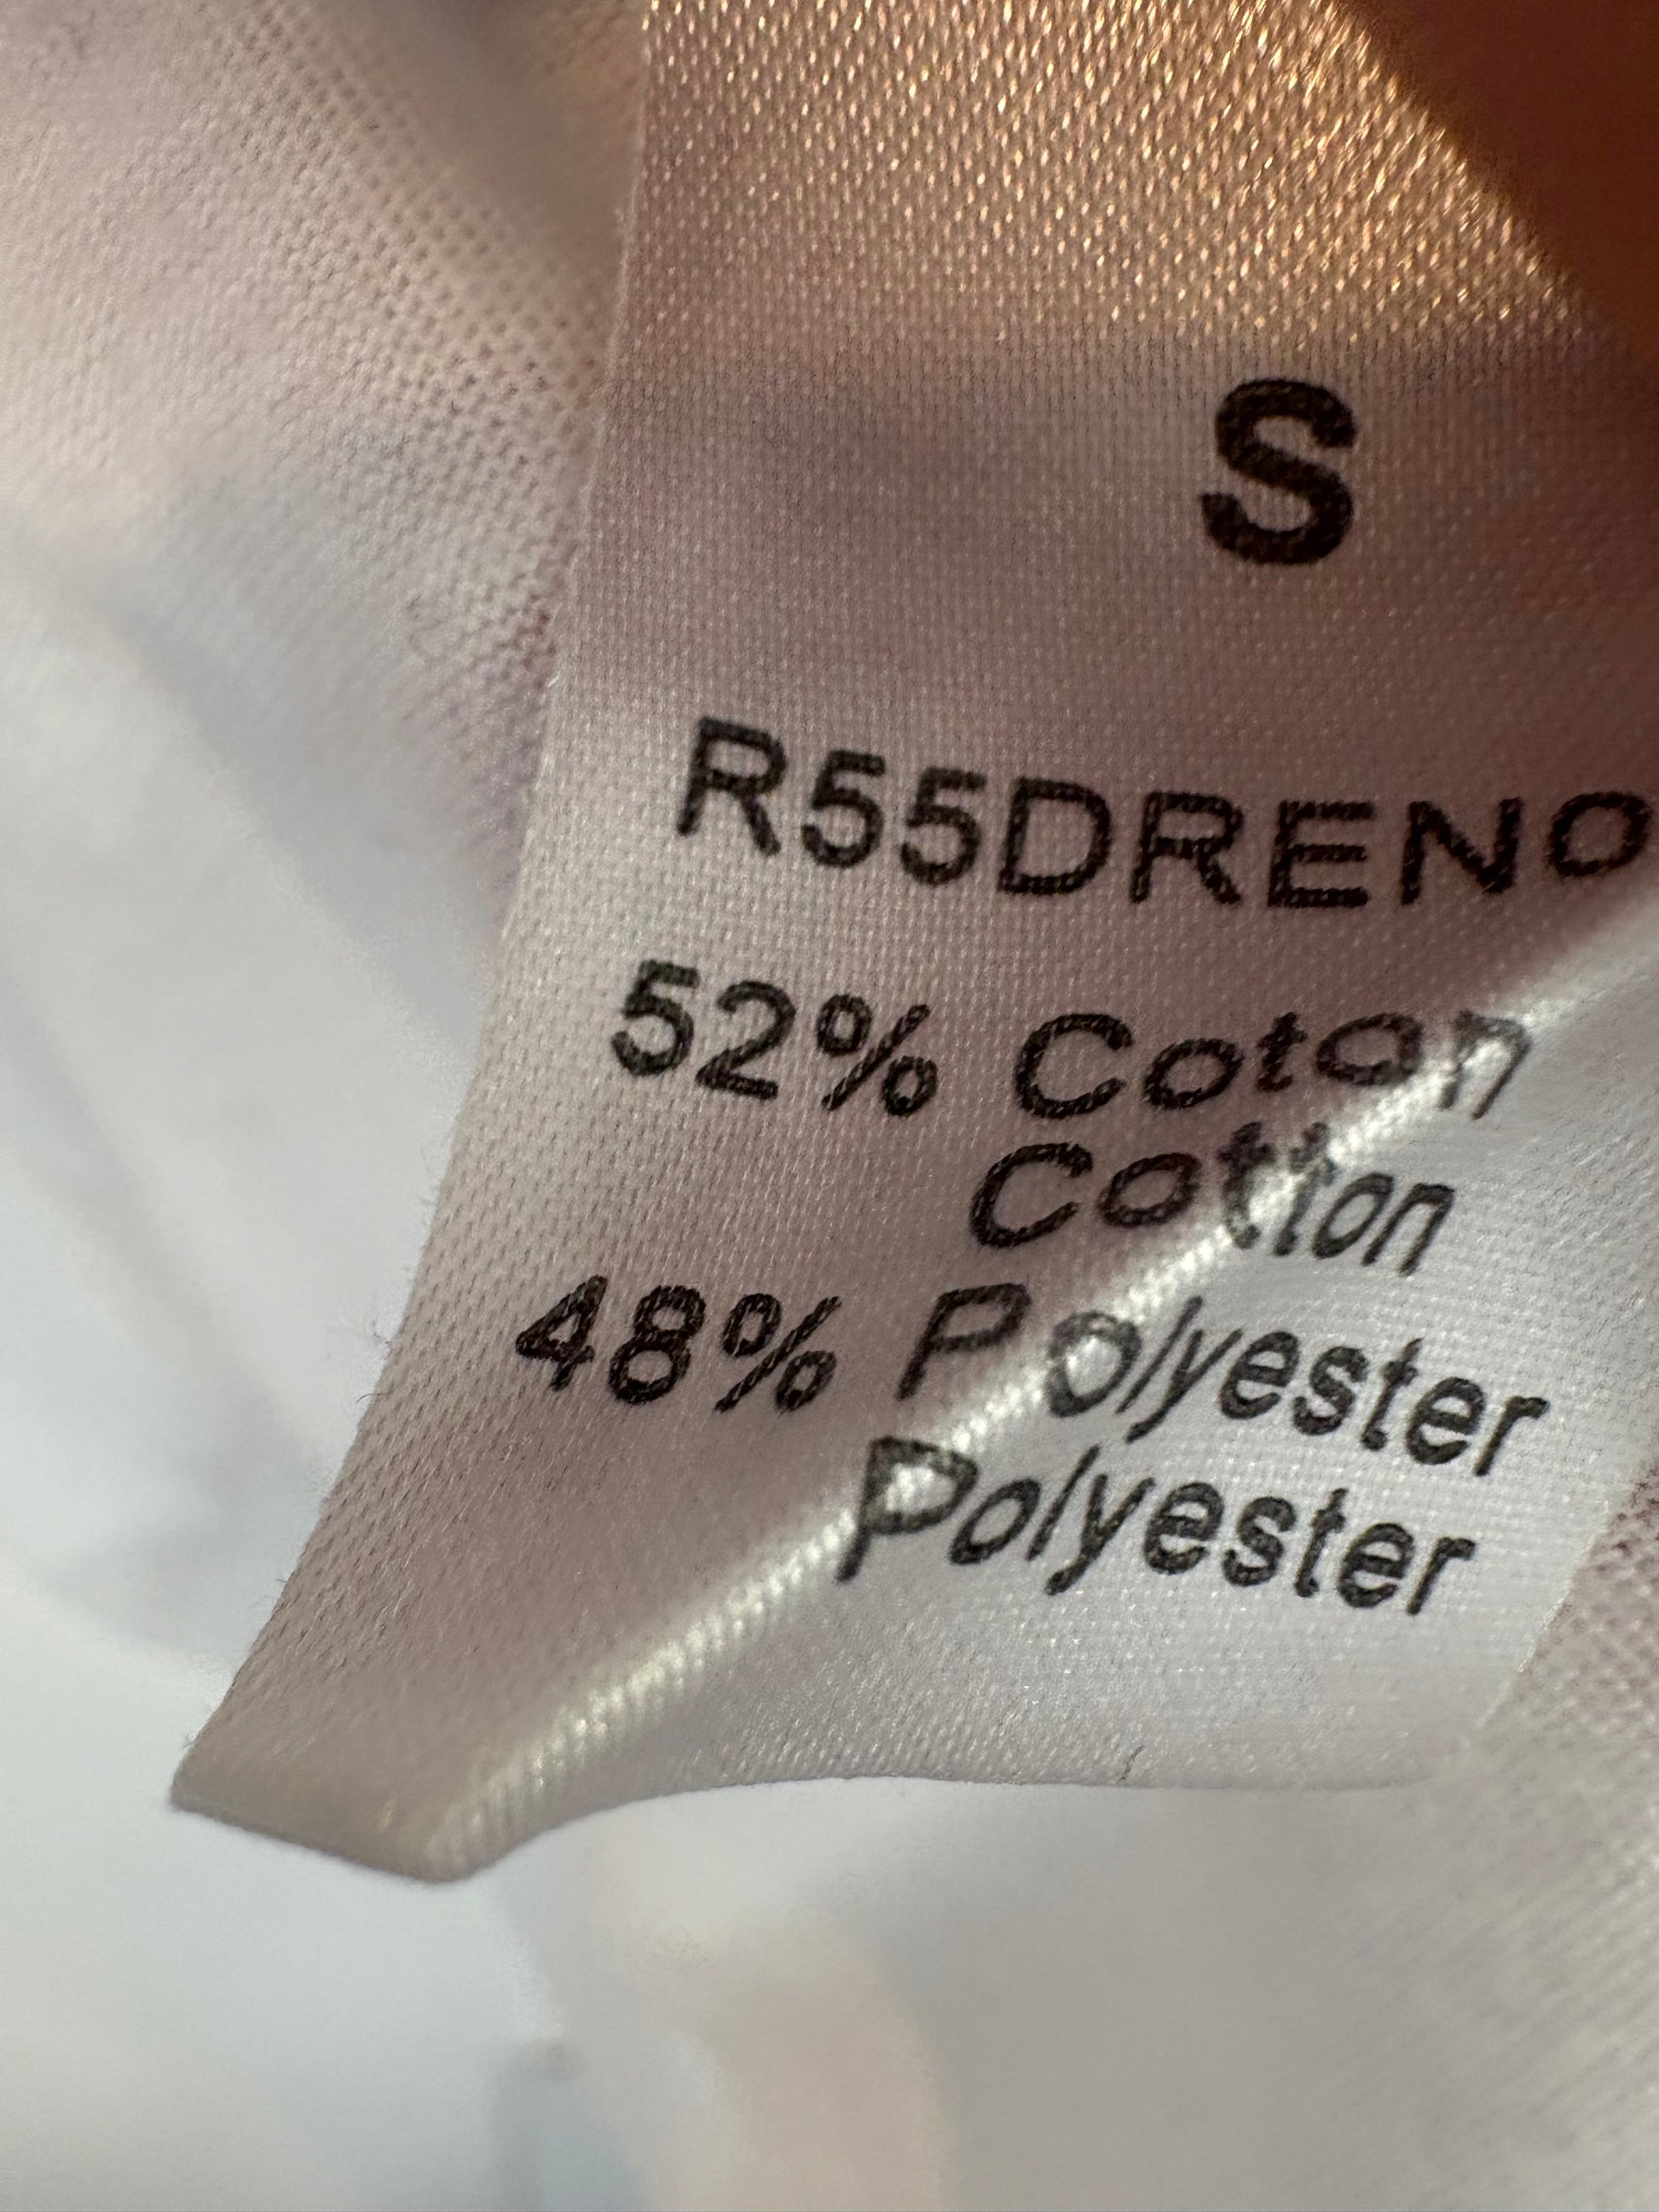 S
R55DRENO
52% Coton
Cotton
48% Polyester
Polyester